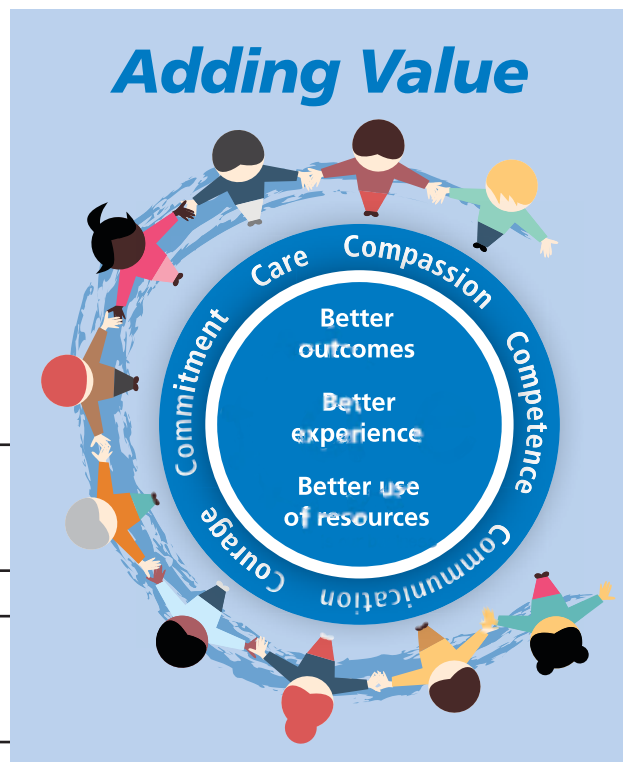 Adding Value
Care
Compassion
Competence
Communication
Courage
Commitment
Better
outcomes
Better
experience
Better use
of resources